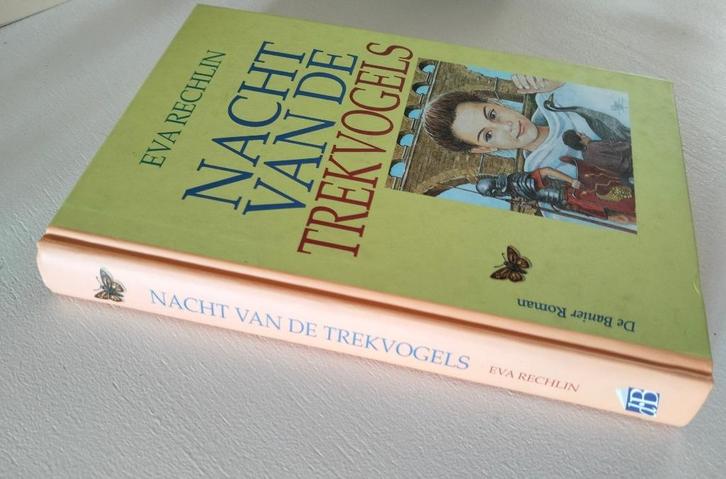 EVA RECHLIN
NACHT
VAN DE
TREKVOGELS
De Banier Roman
NACHT VAN DE TREKVOGELS
EVA RECHLIN